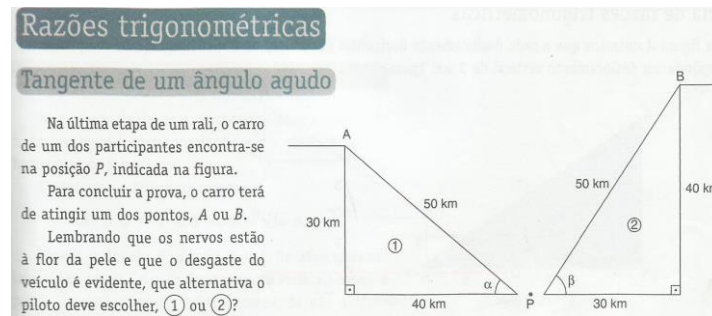 Razões trigonométricas
Tangente de um ângulo agudo
Na última etapa de um rali, o carro
de um dos participantes encontra-se
na posição P, indicada na figura.
Para concluir a prova, o carro terá
de atingir um dos pontos, A ou B.
Lembrando que os nervos estão
à flor da pele e que o desgaste do
veículo é evidente, que alternativa o
piloto deve escolher, ① ou ②?
A
30 km
50 km
①
α
40 km
P
B
50 km
②
β
30 km